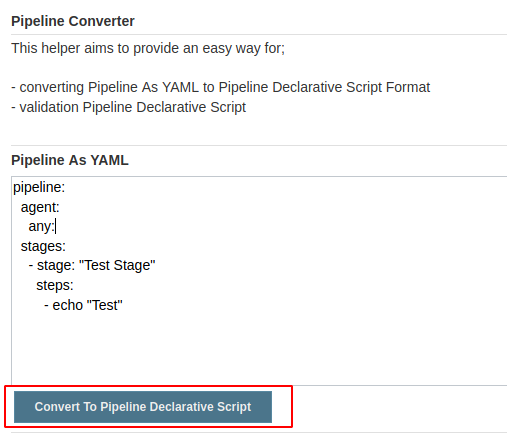 Pipeline Converter
This helper aims to provide an easy way for;
- converting Pipeline As YAML to Pipeline Declarative Script Format
- validation Pipeline Declarative Script
Pipeline As YAML
pipeline:
  agent:
    any:
  stages:
    - stage: "Test Stage"
      steps:
        - echo "Test"
Convert To Pipeline Declarative Script